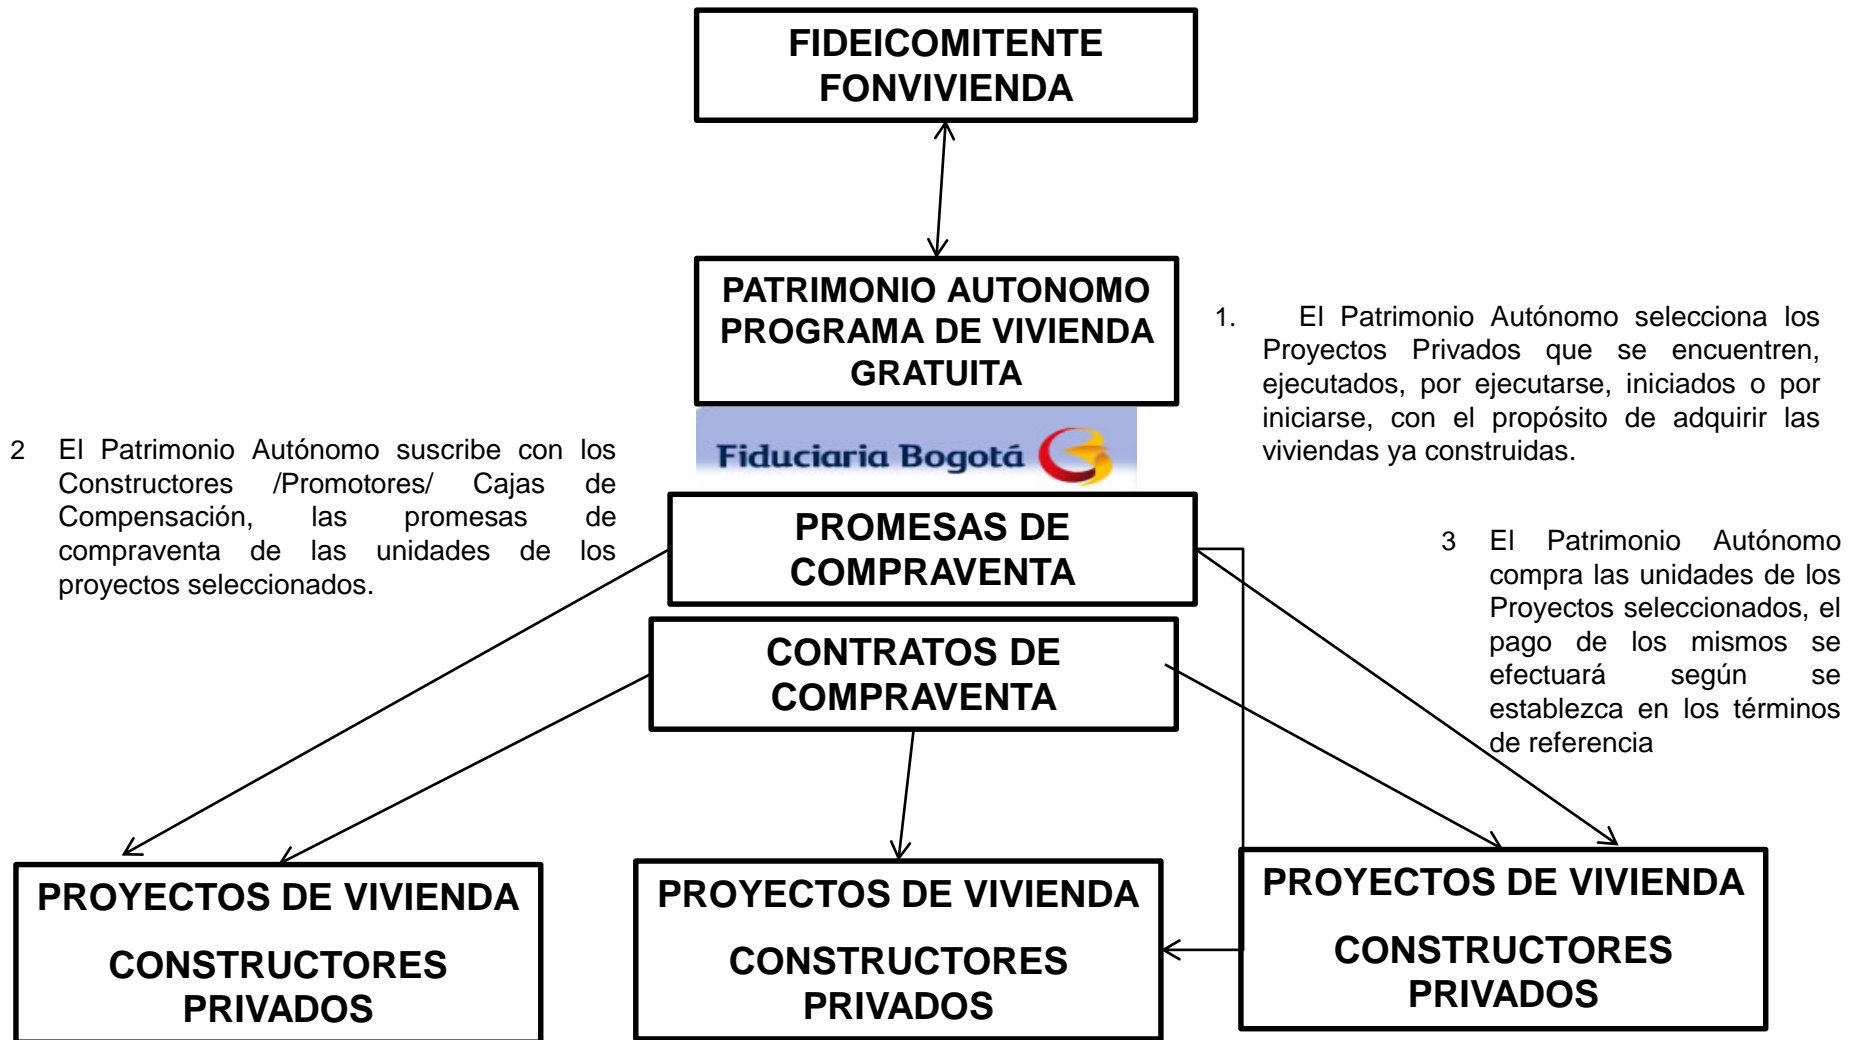 FIDEICOMITENTE
FONVIVIENDA
PATRIMONIO AUTONOMO
PROGRAMA DE VIVIENDA
GRATUITA
1. El Patrimonio Autónomo selecciona los
Proyectos Privados que se encuentren,
ejecutados, por ejecutarse, iniciados o por
iniciarse, con el propósito de adquirir las
viviendas ya construidas.
Fiduciaria Bogotá
2 El Patrimonio Autónomo suscribe con los
Constructores /Promotores/ Cajas de
Compensación, las promesas de
compraventa de las unidades de los
proyectos seleccionados.
PROMESAS DE
COMPRAVENTA
3 El Patrimonio Autónomo
compra las unidades de los
Proyectos seleccionados, el
pago de los mismos se
efectuará según se
establezca en los términos
de referencia
CONTRATOS DE
COMPRAVENTA
PROYECTOS DE VIVIENDA
CONSTRUCTORES
PRIVADOS
PROYECTOS DE VIVIENDA
CONSTRUCTORES
PRIVADOS
PROYECTOS DE VIVIENDA
CONSTRUCTORES
PRIVADOS